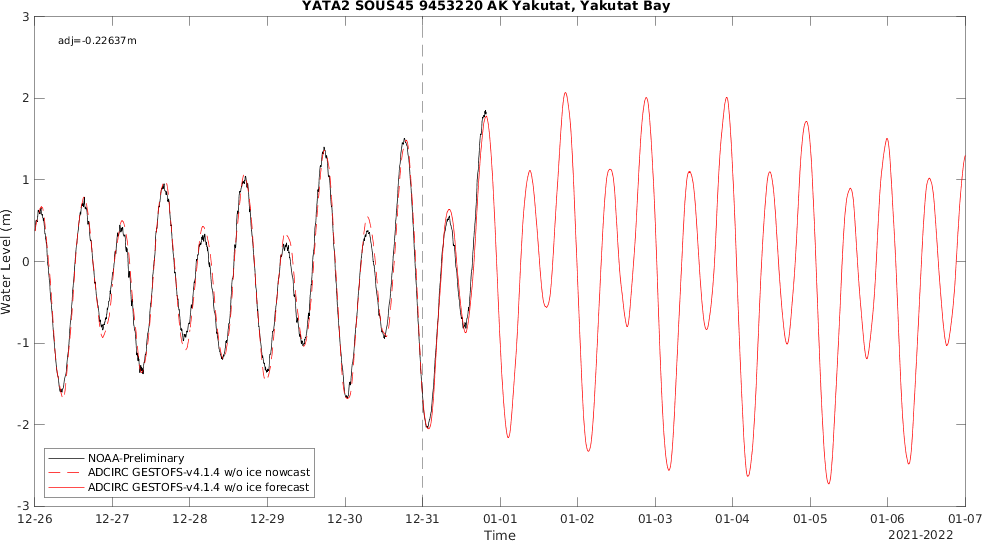 YATA2 SOUS45 9453220 AK Yakutat, Yakutat Bay
3
adj=-0.22637m
2
1
0
-1
-2
-3
Water Level (m)
NOAA-Preliminary
ADCIRC GESTOFS-v4.1.4 w/o ice nowcast
ADCIRC GESTOFS-v4.1.4 w/o ice forecast
12-26 12-27 12-28 12-29 12-30 12-31 01-01 01-02 01-03 01-04 01-05 01-06 01-07
Time
2021-2022